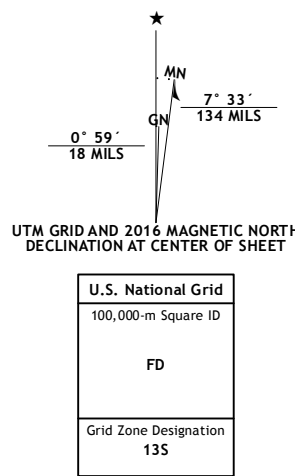 MN
7° 33´
134 MILS
GN
0° 59´
18 MILS
UTM GRID AND 2016 MAGNETIC NORTH
DECLINATION AT CENTER OF SHEET
U.S. National Grid
100,000-m Square ID
FD
Grid Zone Designation
13S